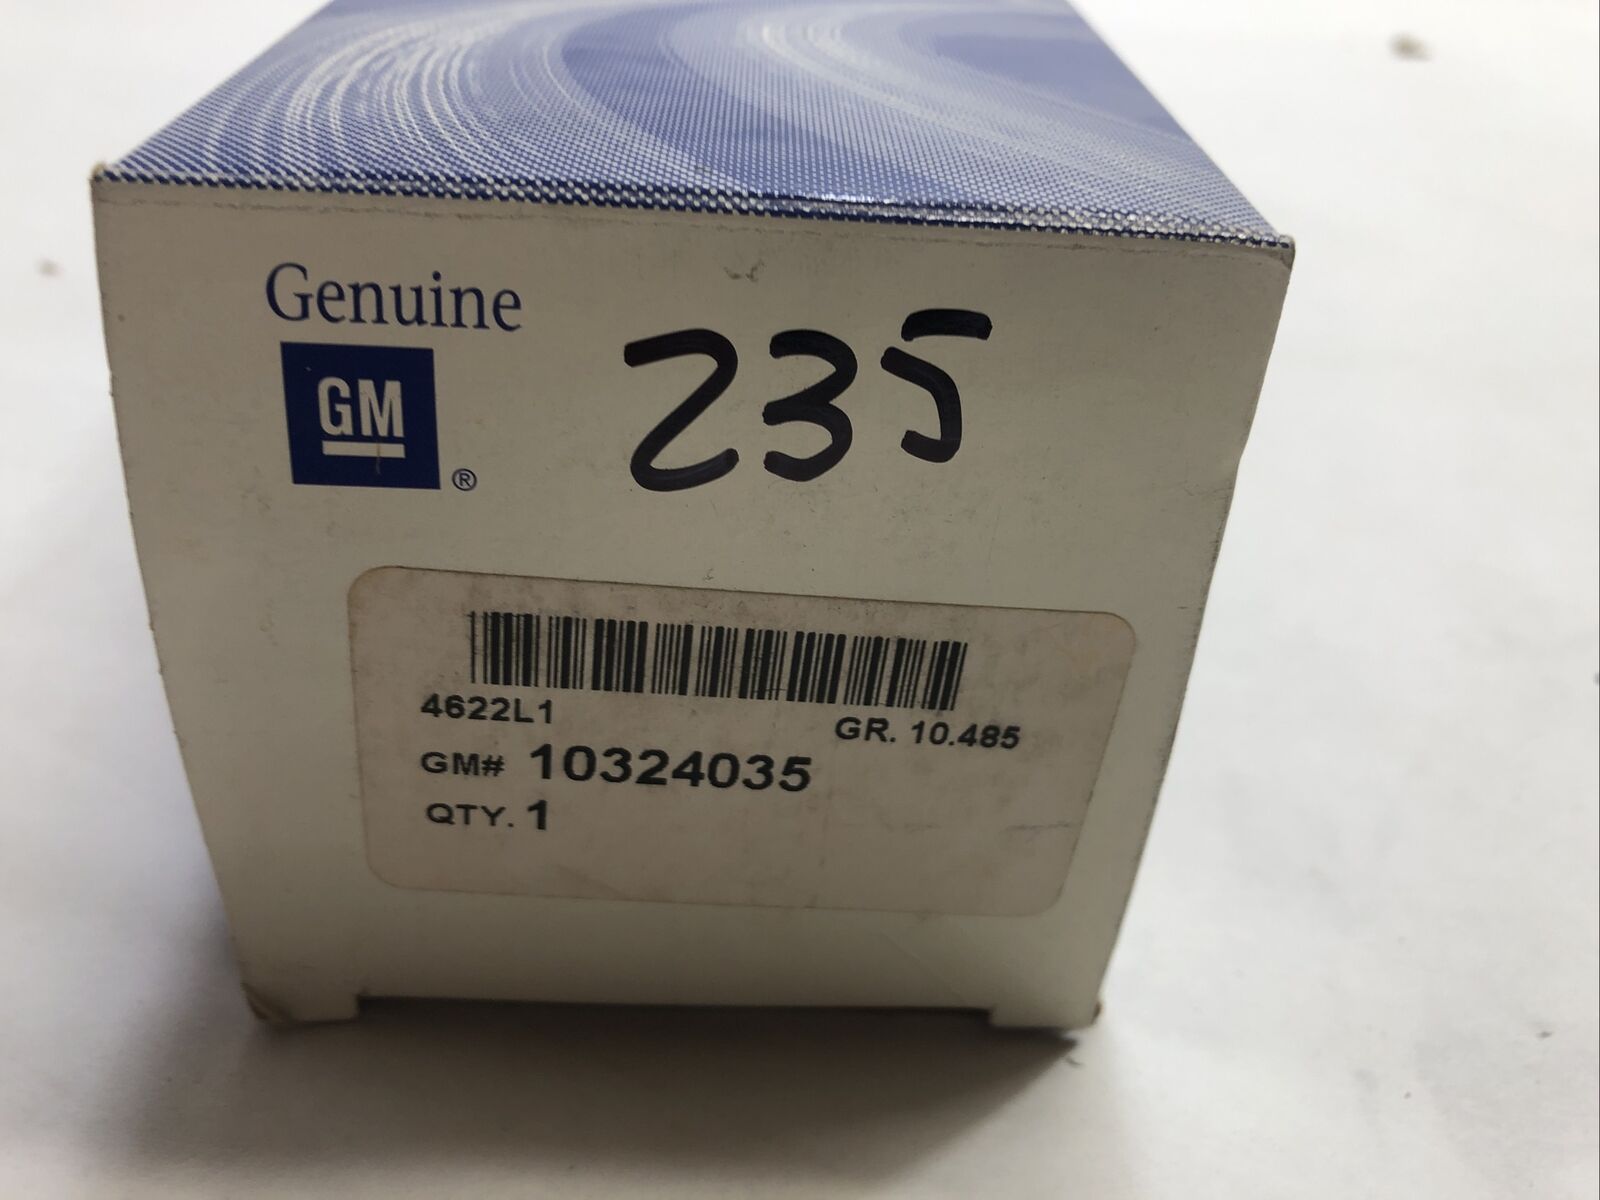 Genuine
GM ®
235
4622L1
GR. 10.485
GM# 10324035
QTY. 1